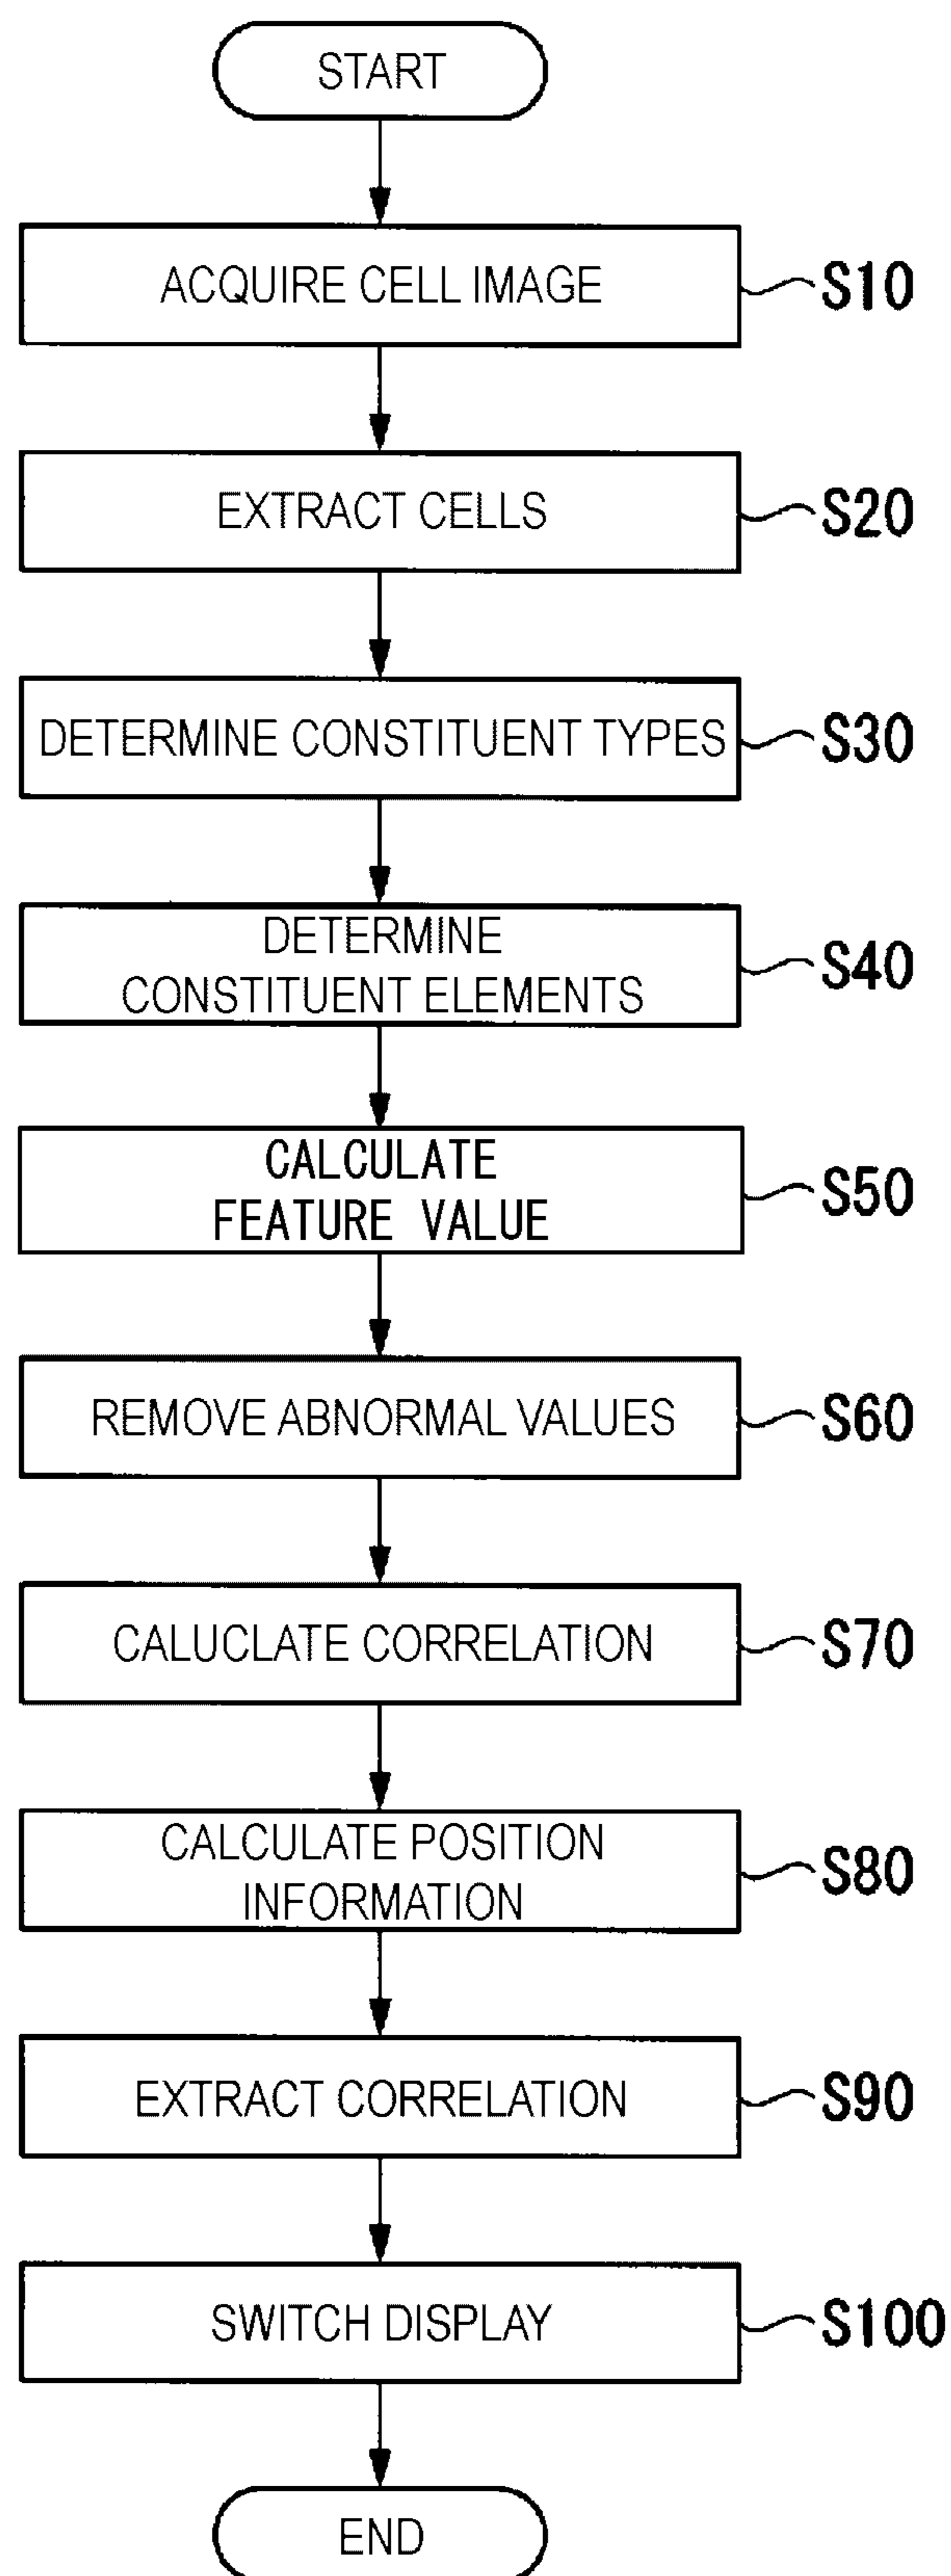 START
ACQUIRE CELL IMAGE
S10
EXTRACT CELLS
S20
DETERMINE CONSTITUENT TYPES
S30
DETERMINE
CONSTITUENT ELEMENTS
S40
CALCULATE
FEATURE VALUE
S50
REMOVE ABNORMAL VALUES
S60
CALUCLATE CORRELATION
S70
CALCULATE POSITION
INFORMATION
S80
EXTRACT CORRELATION
S90
SWITCH DISPLAY
S100
END